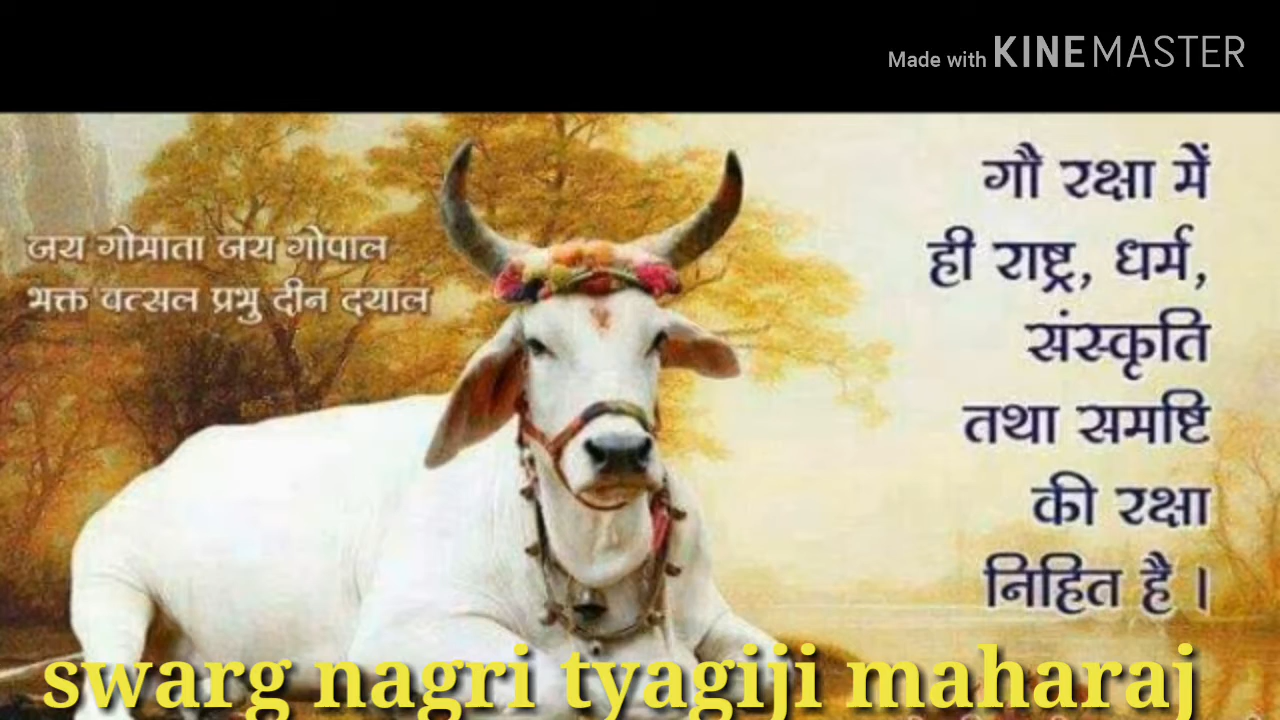 Made with KINEMASTER
जय गोमाता जय गोपाल
भक्त वत्सल प्रभु दीन दयाल
गौ रक्षा में
ही राष्ट्र, धर्म,
संस्कृति
तथा समष्टि
की रक्षा
निहित है ।
swarg nagri tyagiji maharaj